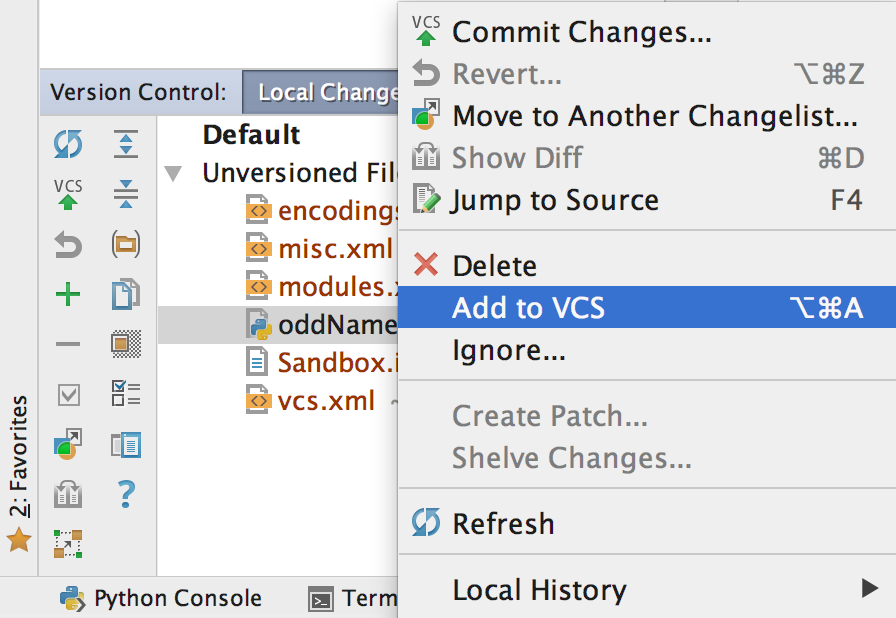 Version Control: Local Change
Default
Unversioned Fil
encodings
misc.xml
modules.x
oddName
Sandbox.i
vcs.xml ~
VCS
2: Favorites
Python Console
Term
VCS Commit Changes...
Revert... ⌥⌘Z
Move to Another Changelist...
Show Diff ⌘D
Jump to Source F4
Delete
Add to VCS ⌥⌘A
Ignore...
Create Patch...
Shelve Changes...
Refresh
Local History